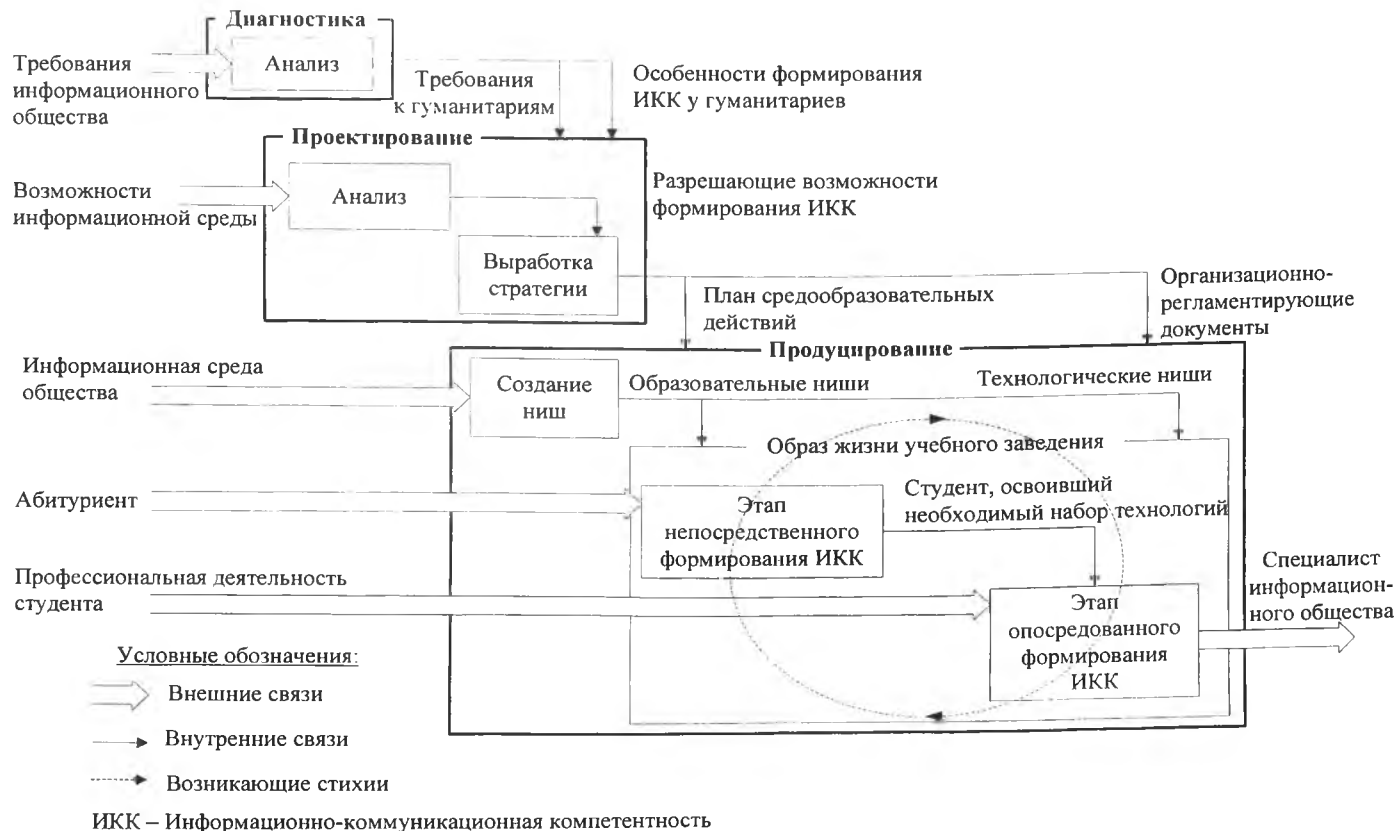 Диагностика
Анализ
Требования
информационного
общества
Требования
к гуманитариям
Особенности формирования
ИКК у гуманитариев
Проектирование
Возможности
информационной среды
Анализ
Разрешающие возможности
формирования ИКК
Выработка
стратегии
План средообразовательных
действий
Организационно-
регламентирующие
документы
Продуцирование
Информационная среда
общества
Создание
ниш
Образовательные ниши
Технологические ниши
Образ жизни учебного заведения
Абитуриент
Этап
непосредственного
формирования ИКК
Студент, освоивший
необходимый набор технологий
Профессиональная деятельность
студента
Этап
опосредованного
формирования
ИКК
Специалист
информацион-
ного общества
Условные обозначения:
Внешние связи
Внутренние связи
Возникающие стихии
ИКК – Информационно-коммуникационная компетентность